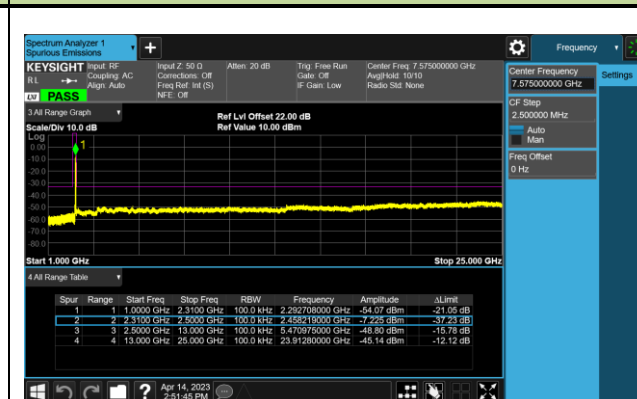 Spectrum Analyzer 1
Spurious Emissions
Frequency
KEYSIGHT
R L
LXI PASS
Input: RF
Coupling: AC
Align: Auto
Input Z: 50 Ω
Corrections: Off
Freq Ref: Int (S)
NFE: Off
Atten: 20 dB
Trig: Free Run
Gate: Off
IF Gain: Low
Center Freq: 7.575000000 GHz
Avg|Hold: 10/10
Radio Std: None
Center Frequency
7.575000000 GHz
Settings
CF Step
2.500000 MHz
Auto
Man
Freq Offset
0 Hz
3 All Range Graph
Scale/Div 10.0 dB
Ref Lvl Offset 22.00 dB
Ref Value 10.00 dBm
Log
0.00
-10.0
-20.0
-30.0
-40.0
-50.0
-60.0
-70.0
-80.0
1
Start 1.000 GHz
Stop 25.000 GHz
4 All Range Table
Spur Range Start Freq Stop Freq RBW Frequency Amplitude ΔLimit
1 1 1.0000 GHz 2.3100 GHz 100.0 kHz 2.292708000 GHz -54.07 dBm -21.05 dB
2 2 2.3100 GHz 2.5000 GHz 100.0 kHz 2.458219000 GHz -7.225 dBm -37.23 dB
3 3 2.5000 GHz 13.000 GHz 100.0 kHz 5.470975000 GHz -48.80 dBm -15.78 dB
4 4 13.000 GHz 25.000 GHz 100.0 kHz 23.91280000 GHz -45.14 dBm -12.12 dB
?
Apr 14, 2023
2:51:45 PM